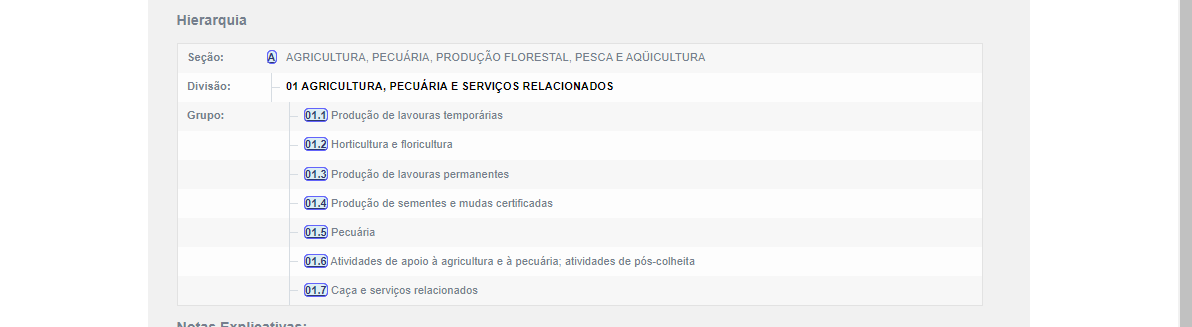 Hierarquia
Seção: A AGRICULTURA, PECUÁRIA, PRODUÇÃO FLORESTAL, PESCA E AQÜICULTURA
Divisão: 01 AGRICULTURA, PECUÁRIA E SERVIÇOS RELACIONADOS
Grupo: 01.1 Produção de lavouras temporárias
01.2 Horticultura e floricultura
01.3 Produção de lavouras permanentes
01.4 Produção de sementes e mudas certificadas
01.5 Pecuária
01.6 Atividades de apoio à agricultura e à pecuária; atividades de pós-colheita
01.7 Caça e serviços relacionados
Notas Explicativas: